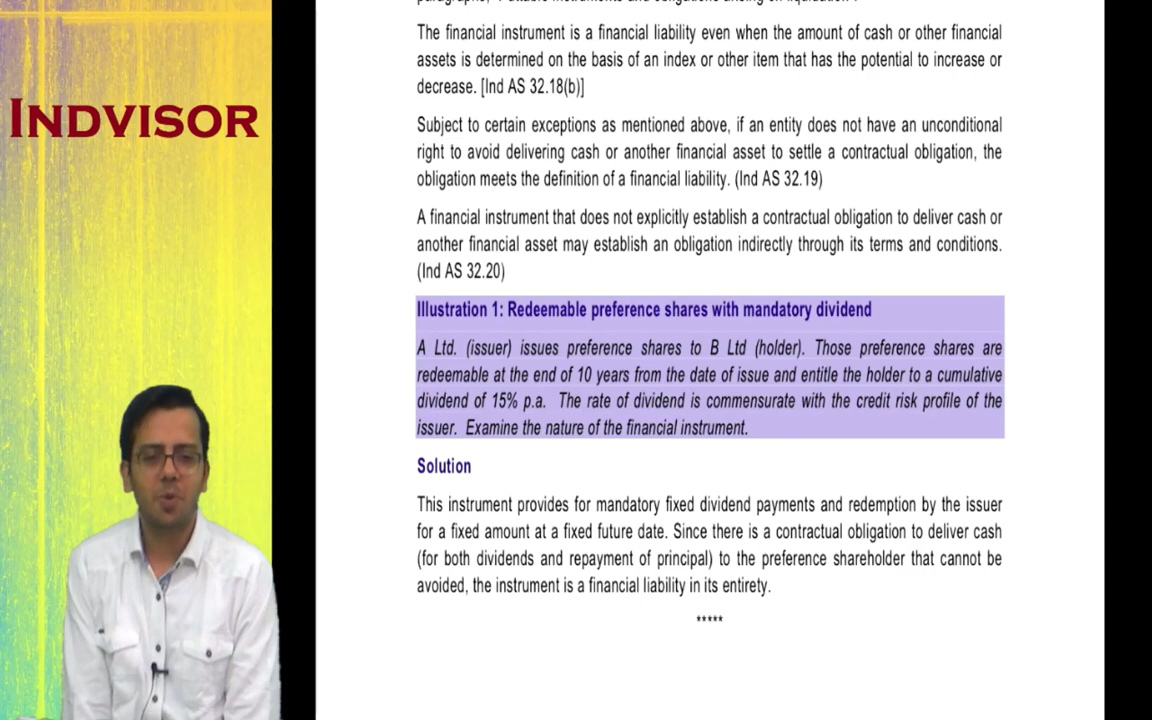 INDVISOR
The financial instrument is a financial liability even when the amount of cash or other financial
assets is determined on the basis of an index or other item that has the potential to increase or
decrease. [Ind AS 32.18(b)]
Subject to certain exceptions as mentioned above, if an entity does not have an unconditional
right to avoid delivering cash or another financial asset to settle a contractual obligation, the
obligation meets the definition of a financial liability. (Ind AS 32.19)
A financial instrument that does not explicitly establish a contractual obligation to deliver cash or
another financial asset may establish an obligation indirectly through its terms and conditions.
(Ind AS 32.20)
Illustration 1: Redeemable preference shares with mandatory dividend
A Ltd. (issuer) issues preference shares to B Ltd (holder). Those preference shares are
redeemable at the end of 10 years from the date of issue and entitle the holder to a cumulative
dividend of 15% p.a. The rate of dividend is commensurate with the credit risk profile of the
issuer. Examine the nature of the financial instrument.
Solution
This instrument provides for mandatory fixed dividend payments and redemption by the issuer
for a fixed amount at a fixed future date. Since there is a contractual obligation to deliver cash
(for both dividends and repayment of principal) to the preference shareholder that cannot be
avoided, the instrument is a financial liability in its entirety.
*****